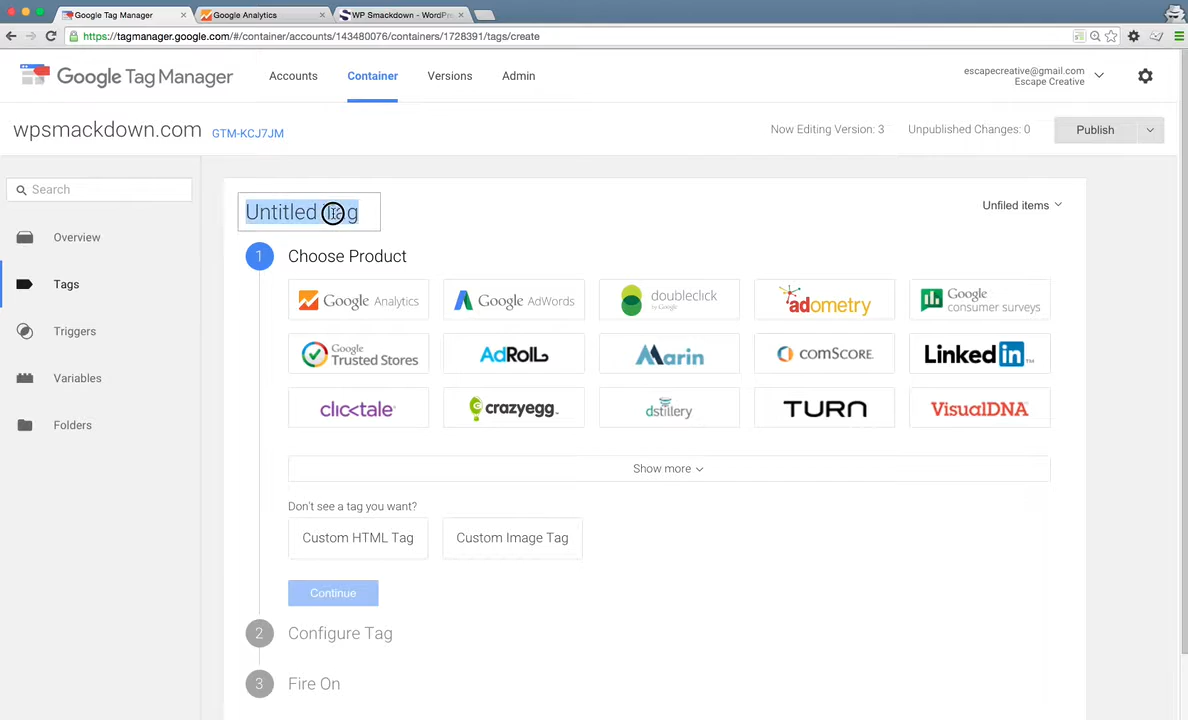 Google Tag Manager
Google Analytics
WP Smackdown - WordPr
https://tagmanager.google.com/#/container/accounts/143480076/containers/1728391/tags/create
Google Tag Manager
Accounts
Container
Versions
Admin
escapecreative@gmail.com
Escape Creative
wpsmackdown.com
GTM-KCJ7JM
Now Editing Version: 3
Unpublished Changes: 0
Publish
Search
Overview
Tags
Triggers
Variables
Folders
Untitled Tag
Unfiled items
1
Choose Product
Google Analytics
Google AdWords
doubleclick
by Google
adometry
Google
consumer surveys
Google
Trusted Stores
AdRoll
Marin
comScore.
Linked in
clicktale
crazyegg
dstillery
TURN
VisualDNA
Show more
Don't see a tag you want?
Custom HTML Tag
Custom Image Tag
Continue
2
Configure Tag
3
Fire On